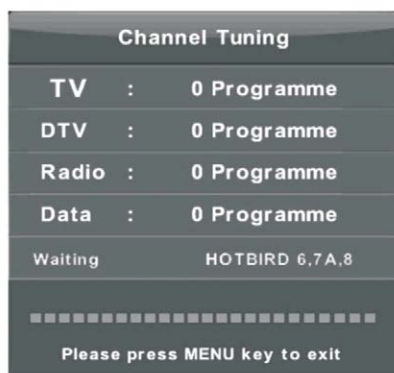 Channel Tuning
TV : 0 Programme
DTV : 0 Programme
Radio : 0 Programme
Data : 0 Programme
Waiting HOTBIRD 6,7A,8
Please press MENU key to exit